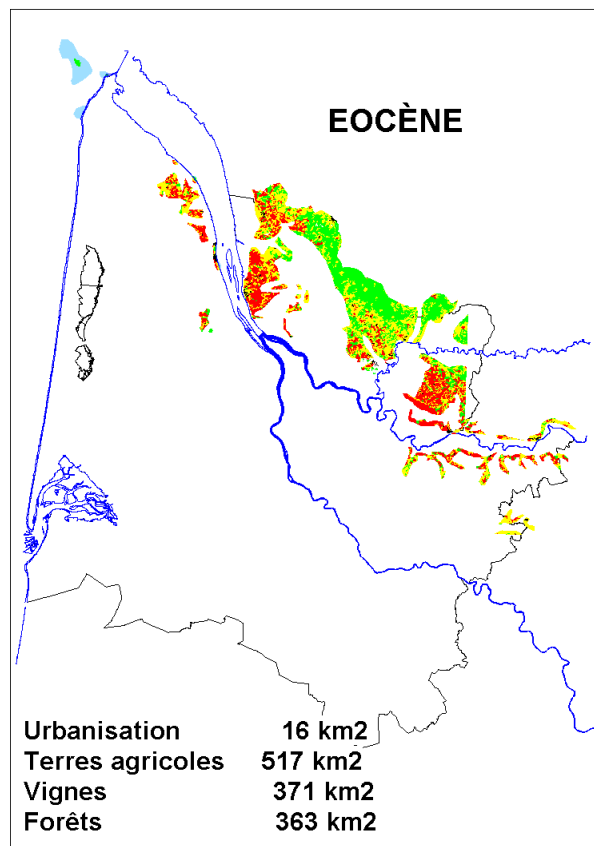 EOCÈNE
Urbanisation 16 km2
Terres agricoles 517 km2
Vignes 371 km2
Forêts 363 km2